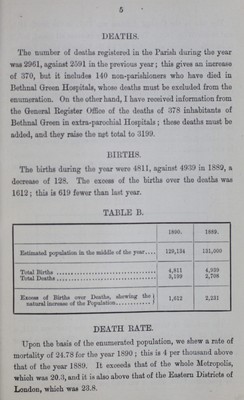 5
DEATHS.
The number of deaths registered in the Parish during the year
was 2961, against 2591 in the previous year; this gives an increase
of 370, but it includes 140 non-parishioners who have died in
Bethnal Green Hospitals, whose deaths must be excluded from the
enumeration. On the other hand, I have received information from
the General Register Office of the deaths of 378 inhabitants of
Bethnal Green in extra-parochial Hospitals; these deaths must be
added, and they raise the net total to 3199.
BIRTHS.
The births during the year were 4811, against 4939 in 1889, a
decrease of 128. The excess of the births over the deaths was
1612; this is 619 fewer than last year.
TABLE B.
1890. 1889.
Estimated population in the middle of the year.... 129,134 131,000
Total Births 4,811 4,939
Total Deaths 3,199 2,708
Excess of Births over Deaths, showing the
natural increase of the Population 1,612 2,231
DEATH RATE.
Upon the basis of the enumerated population, we shew a rate of
mortality of 24.78 for the year 1890; this is 4 per thousand above
that of the year 1889. It exceeds that of the whole Metropolis,
which was 20.3, and it is also above that of the Eastern Districts of
London, which was 23.8.